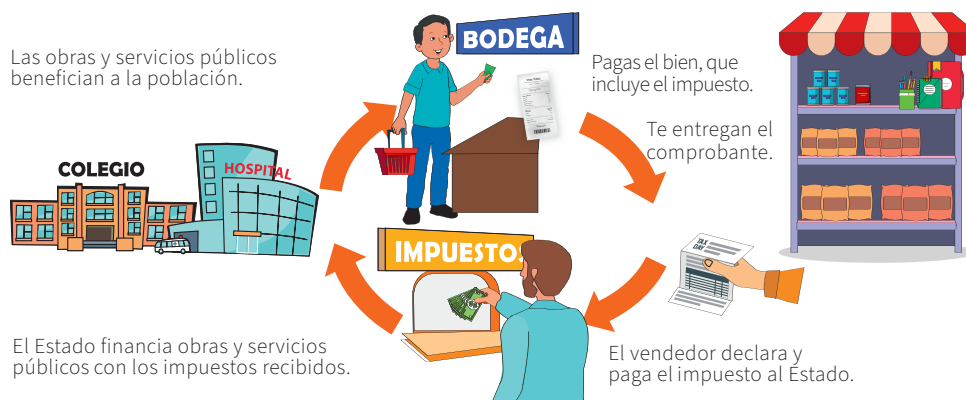 Las obras y servicios públicos
benefician a la población.
BODEGA
Pagas el bien, que
incluye el impuesto.
Te entregan el
comprobante.
COLEGIO
HOSPITAL
IMPUESTOS
TAX
DAY
El Estado financia obras y servicios
públicos con los impuestos recibidos.
El vendedor declara y
paga el impuesto al Estado.